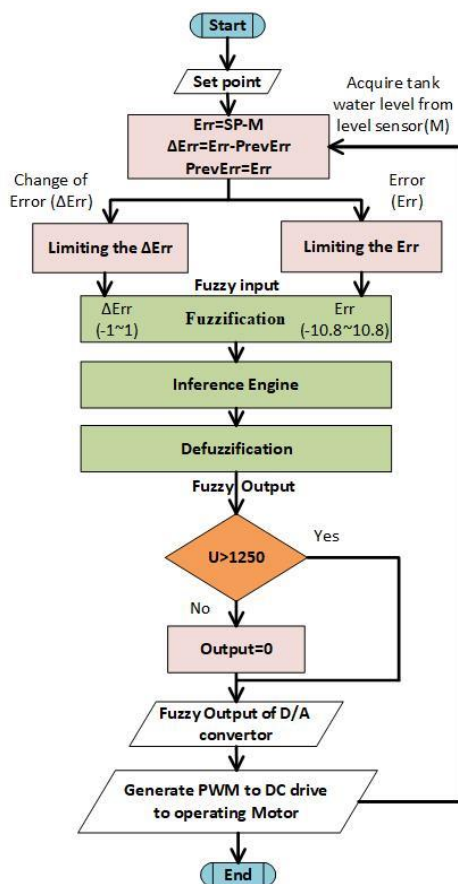 Start
Set point
Acquire tank
water level from
level sensor(M)
Err=SP-M
ΔErr=Err-PrevErr
PrevErr=Err
Change of
Error (ΔErr)
Error
(Err)
Limiting the ΔErr
Limiting the Err
Fuzzy input
ΔErr
(-1~1)
Fuzzification
Err
(-10.8~10.8)
Inference Engine
Defuzzification
Fuzzy Output
U>1250
Yes
No
Output=0
Fuzzy Output of D/A
convertor
Generate PWM to DC drive
to operating Motor
End